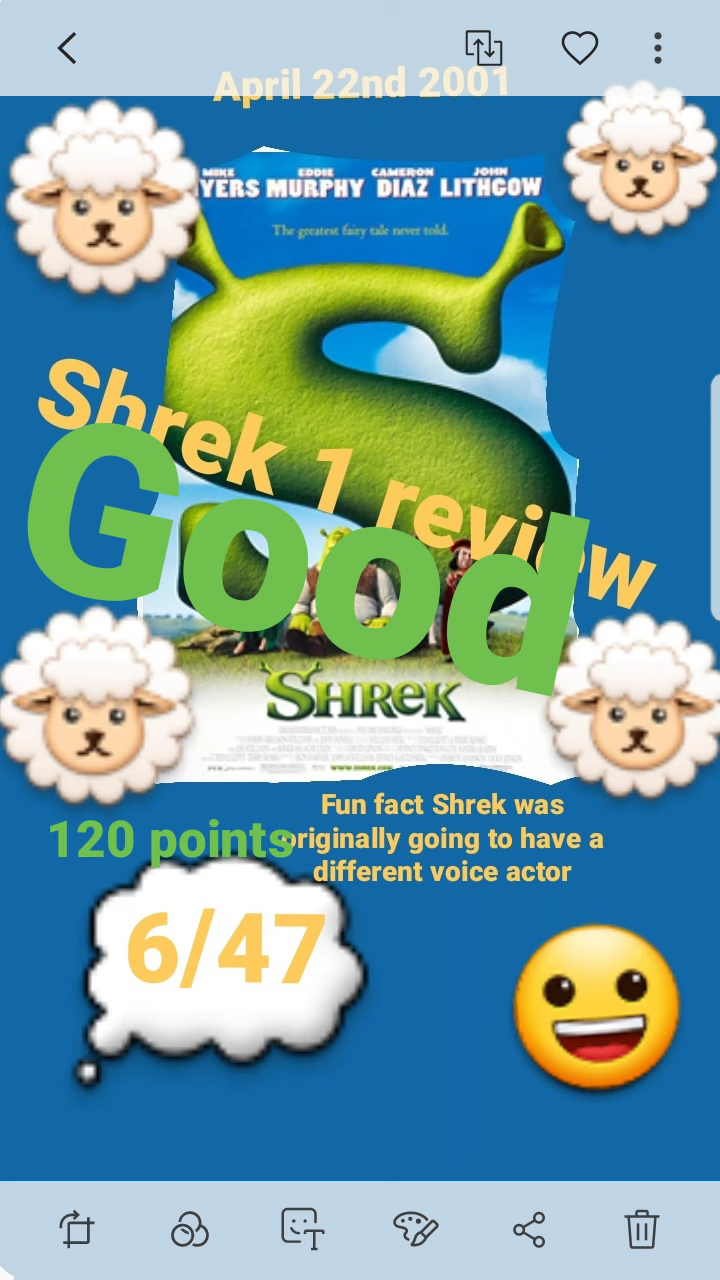 April 22nd 2001
MIKE EDDIE CAMERON JOHN
YERS MURPHY DIAZ LITHGOW
The greatest fairy tale never told.
Shrek 1 review
Good
SHREK
Fun fact Shrek was
originally going to have a
different voice actor
120 points
6/47